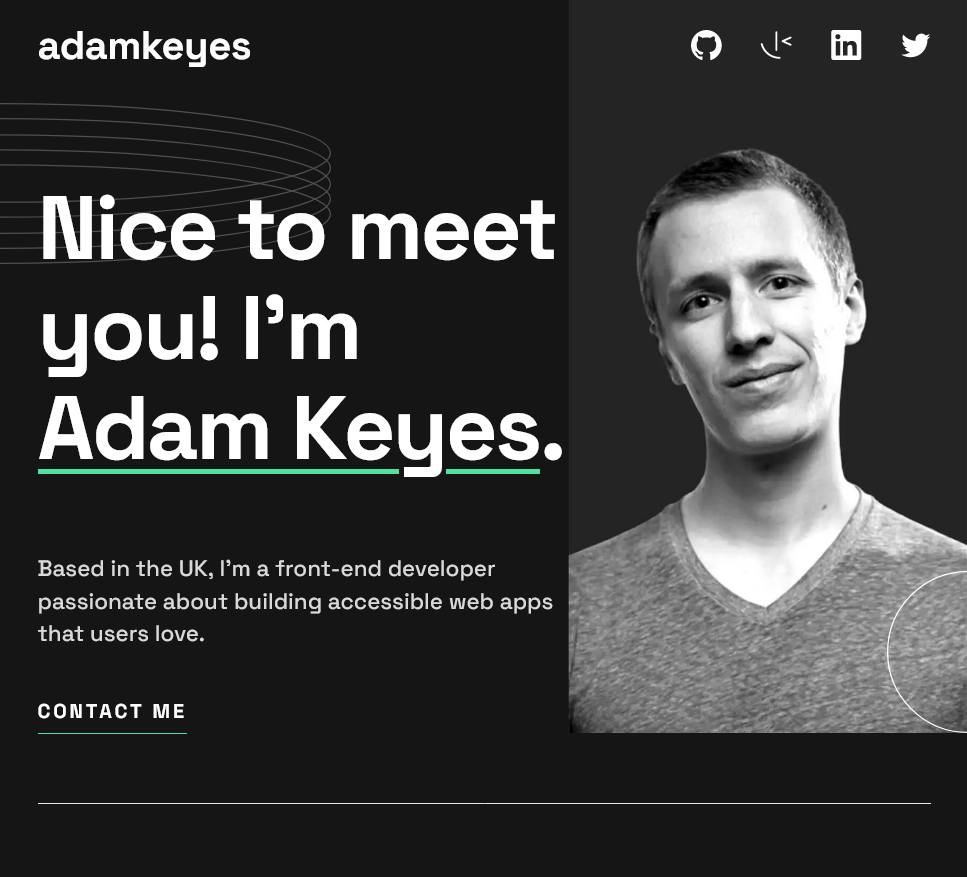 adamkeyes
Nice to meet
you! I’m
Adam Keyes.
Based in the UK, I’m a front-end developer
passionate about building accessible web apps
that users love.
CONTACT ME